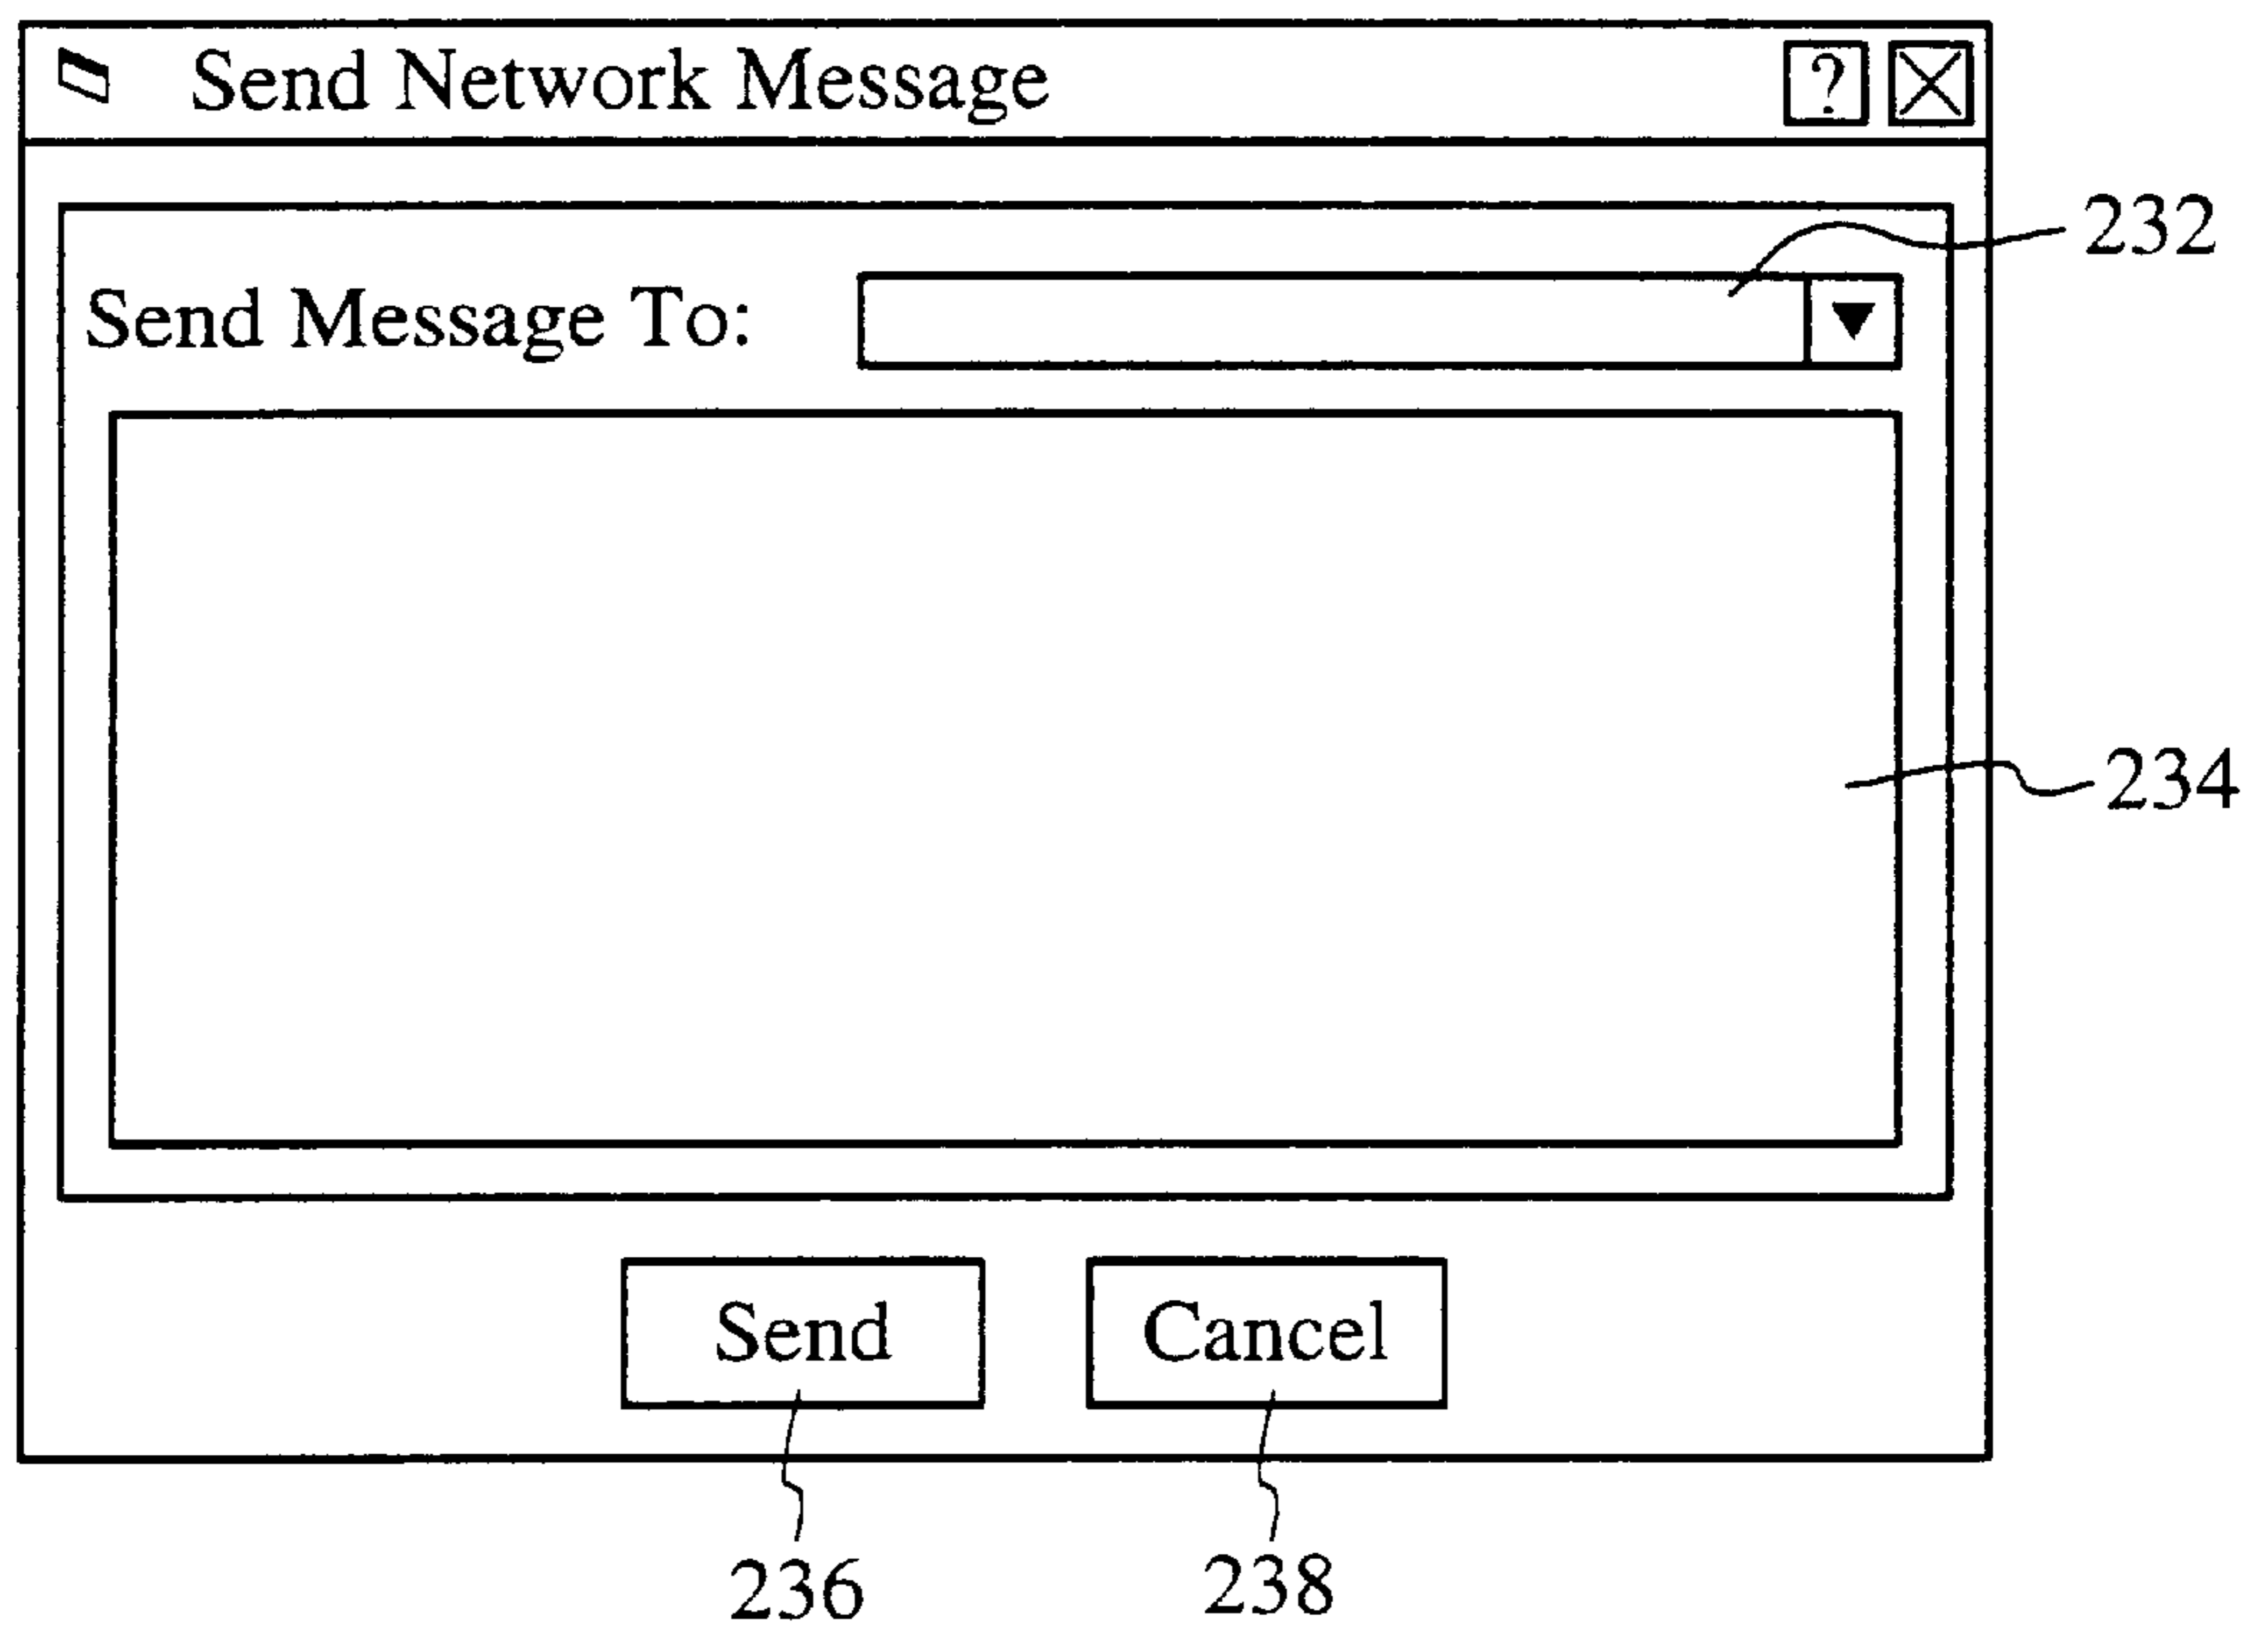 Send Network Message ?
232
Send Message To:
234
Send Cancel
236 238